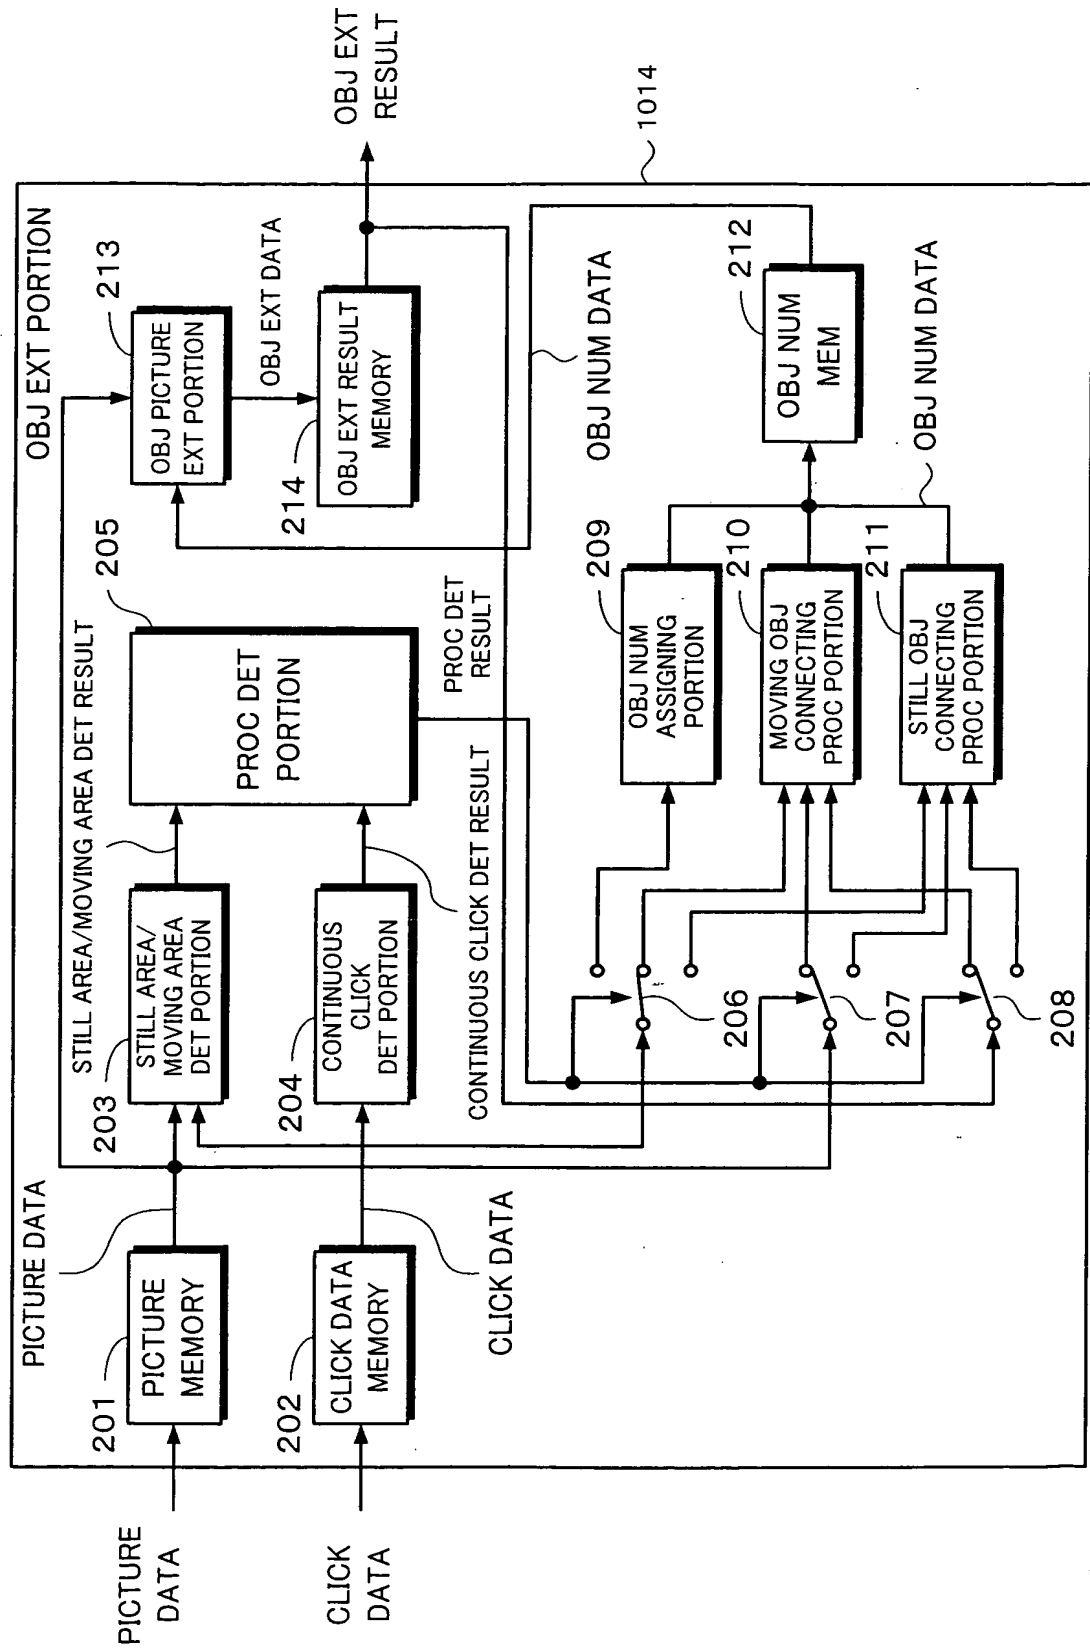 OBJ EXT PORTION
PICTURE
DATA
CLICK
DATA
PICTURE DATA
201
PICTURE
MEMORY
202
CLICK DATA
MEMORY
CLICK DATA
STILL AREA/MOVING AREA DET RESULT
203
STILL AREA/
MOVING AREA
DET PORTION
204
CONTINUOUS
CLICK
DET PORTION
CONTINUOUS CLICK DET RESULT
205
PROC DET
PORTION
PROC DET
RESULT
206
207
208
213
OBJ PICTURE
EXT PORTION
OBJ EXT DATA
214
OBJ EXT RESULT
MEMORY
OBJ EXT
RESULT
OBJ NUM DATA
209
OBJ NUM
ASSIGNING
PORTION
210
MOVING OBJ
CONNECTING
PROC PORTION
211
STILL OBJ
CONNECTING
PROC PORTION
212
OBJ NUM
MEM
OBJ NUM DATA
1014